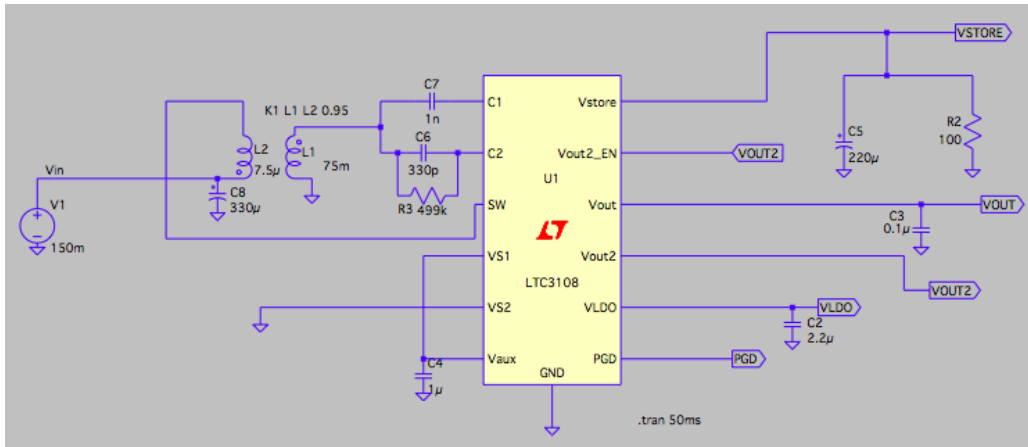 VSTORE
C7
1n
C1
Vstore
K1 L1 L2 0.95
L2
7.5µ
L1
75m
C6
330p
C2
Vout2_EN
VOUT2
C5
220µ
R2
100
R3 499k
U1
Vin
C8
330µ
SW
Vout
VOUT
C3
0.1µ
V1
150m
VS1
Vout2
LTC3108
VOUT2
VS2
VLDO
VLDO
C2
2.2µ
Vaux
C4
1µ
PGD
PGD
GND
.tran 50ms